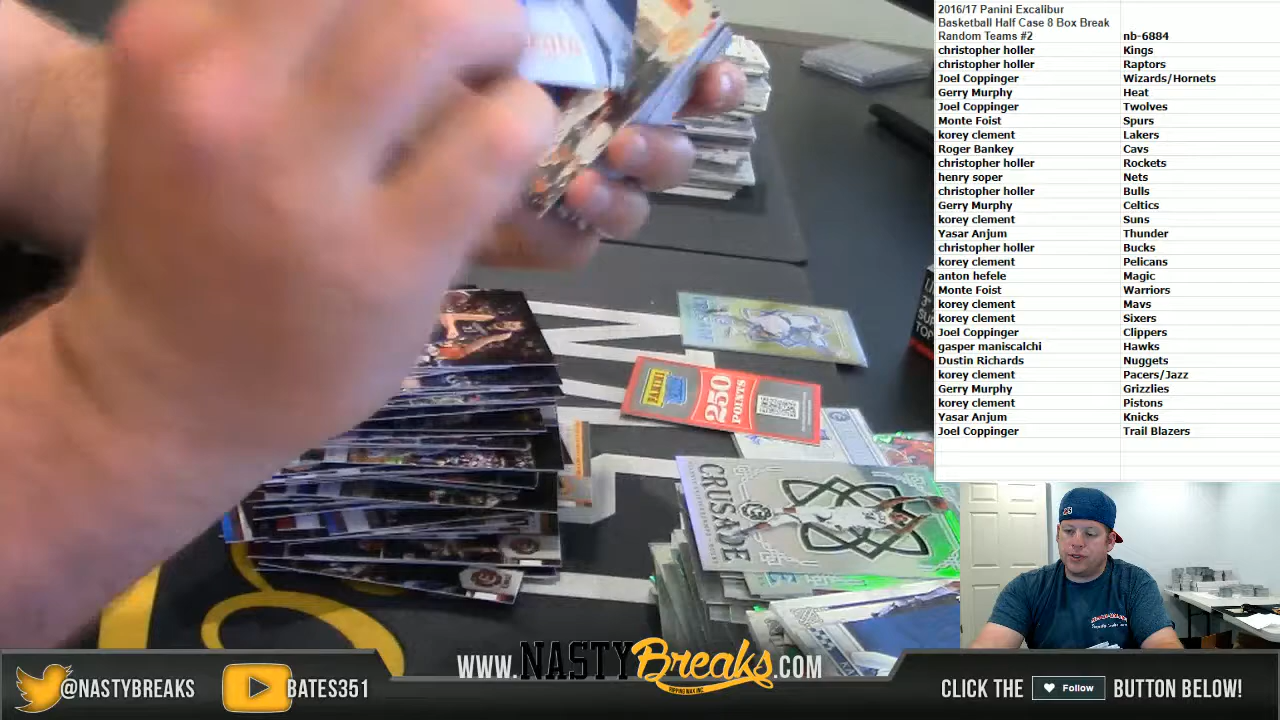 2016/17 Panini Excalibur
Basketball Half Case 8 Box Break
Random Teams #2 nb-6884
christopher holler Kings
christopher holler Raptors
Joel Coppinger Wizards/Hornets
Gerry Murphy Heat
Joel Coppinger Twolves
Monte Foist Spurs
korey clement Lakers
Roger Bankey Cavs
christopher holler Rockets
henry soper Nets
christopher holler Bulls
Gerry Murphy Celtics
korey clement Suns
Yasar Anjum Thunder
christopher holler Bucks
korey clement Pelicans
anton hefele Magic
Monte Foist Warriors
korey clement Mavs
korey clement Sixers
Joel Coppinger Clippers
gasper maniscalchi Hawks
Dustin Richards Nuggets
korey clement Pacers/Jazz
Gerry Murphy Grizzlies
korey clement Pistons
Yasar Anjum Knicks
Joel Coppinger Trail Blazers
PANINI
250
POINTS
CRUSADE
@NASTYBREAKS
BATES351
WWW.NASTYBreaks.COM
RIPPING WAX INC
CLICK THE Follow BUTTON BELOW!